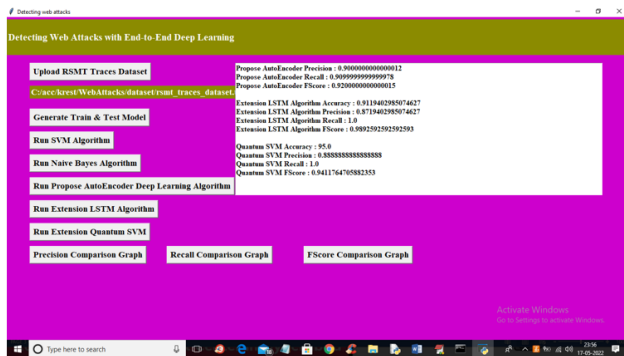 Detecting web attacks
Detecting Web Attacks with End-to-End Deep Learning
Upload RSMT Traces Dataset
C:/acc/krest/WebAttacks/dataset/rsmt_traces_dataset.
Generate Train & Test Model
Run SVM Algorithm
Run Naive Bayes Algorithm
Run Propose AutoEncoder Deep Learning Algorithm
Run Extension LSTM Algorithm
Run Extension Quantum SVM
Precision Comparison Graph
Recall Comparison Graph
FScore Comparison Graph
Propose AutoEncoder Precision : 0.9000000000000012
Propose AutoEncoder Recall : 0.9099999999999978
Propose AutoEncoder FScore : 0.9200000000000015
Extension LSTM Algorithm Accuracy : 0.9119402985074627
Extension LSTM Algorithm Precision : 0.8719402985074627
Extension LSTM Algorithm Recall : 1.0
Extension LSTM Algorithm FScore : 0.9892592592592593
Quantum SVM Accuracy : 95.0
Quantum SVM Precision : 0.8888888888888888
Quantum SVM Recall : 1.0
Quantum SVM FScore : 0.9411764705882353
Activate Windows
Go to Settings to activate Windows.
Type here to search
23:56
17-05-2022